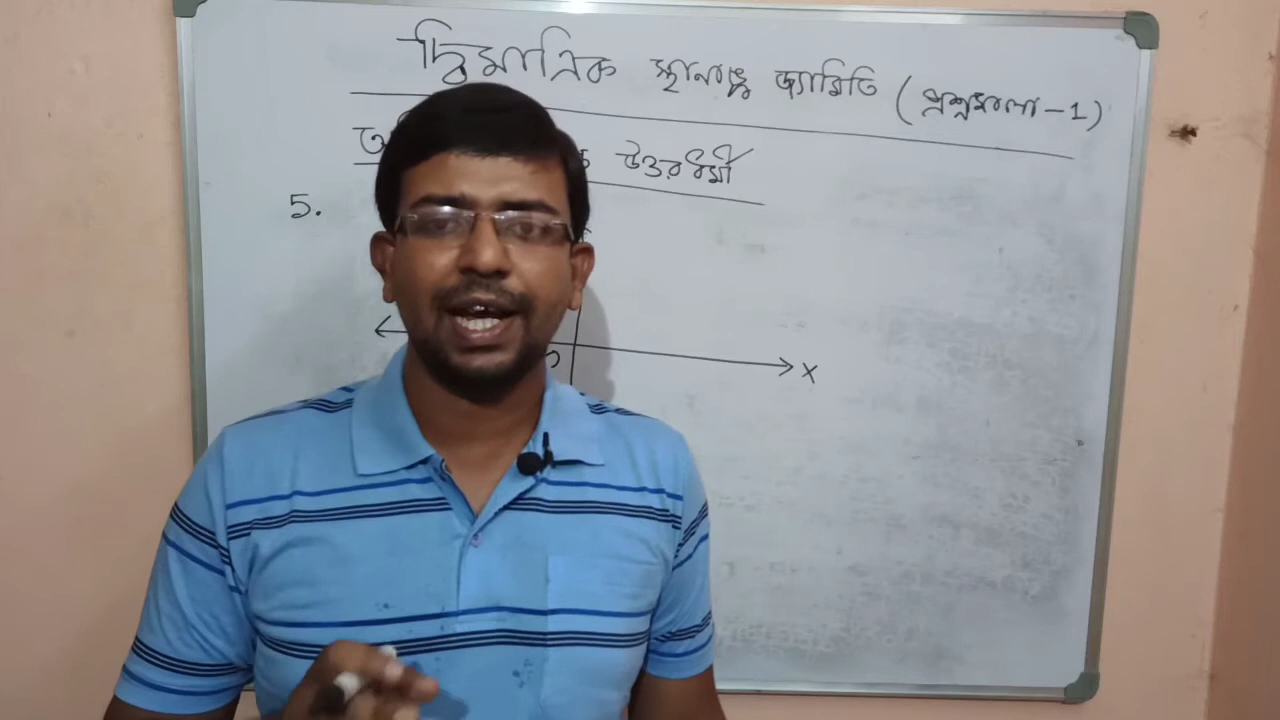 দ্বিমাত্রিক স্থানাঙ্ক জ্যামিতি (প্রশ্নমালা-1)
উত্তরধর্মী
5.
X